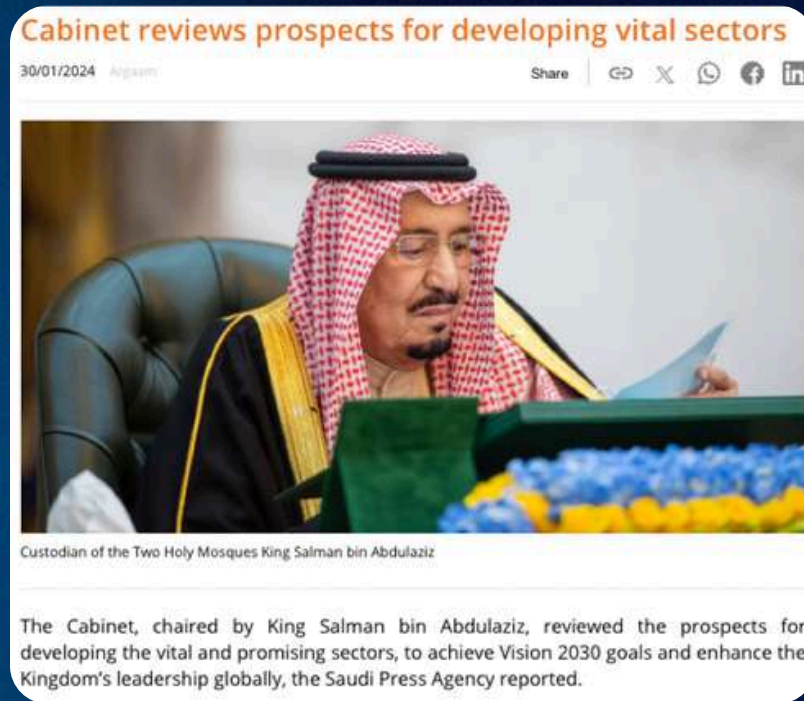 Cabinet reviews prospects for developing vital sectors
30/01/2024 Argaam
Share
Custodian of the Two Holy Mosques King Salman bin Abdulaziz
The Cabinet, chaired by King Salman bin Abdulaziz, reviewed the prospects for
developing the vital and promising sectors, to achieve Vision 2030 goals and enhance the
Kingdom's leadership globally, the Saudi Press Agency reported.